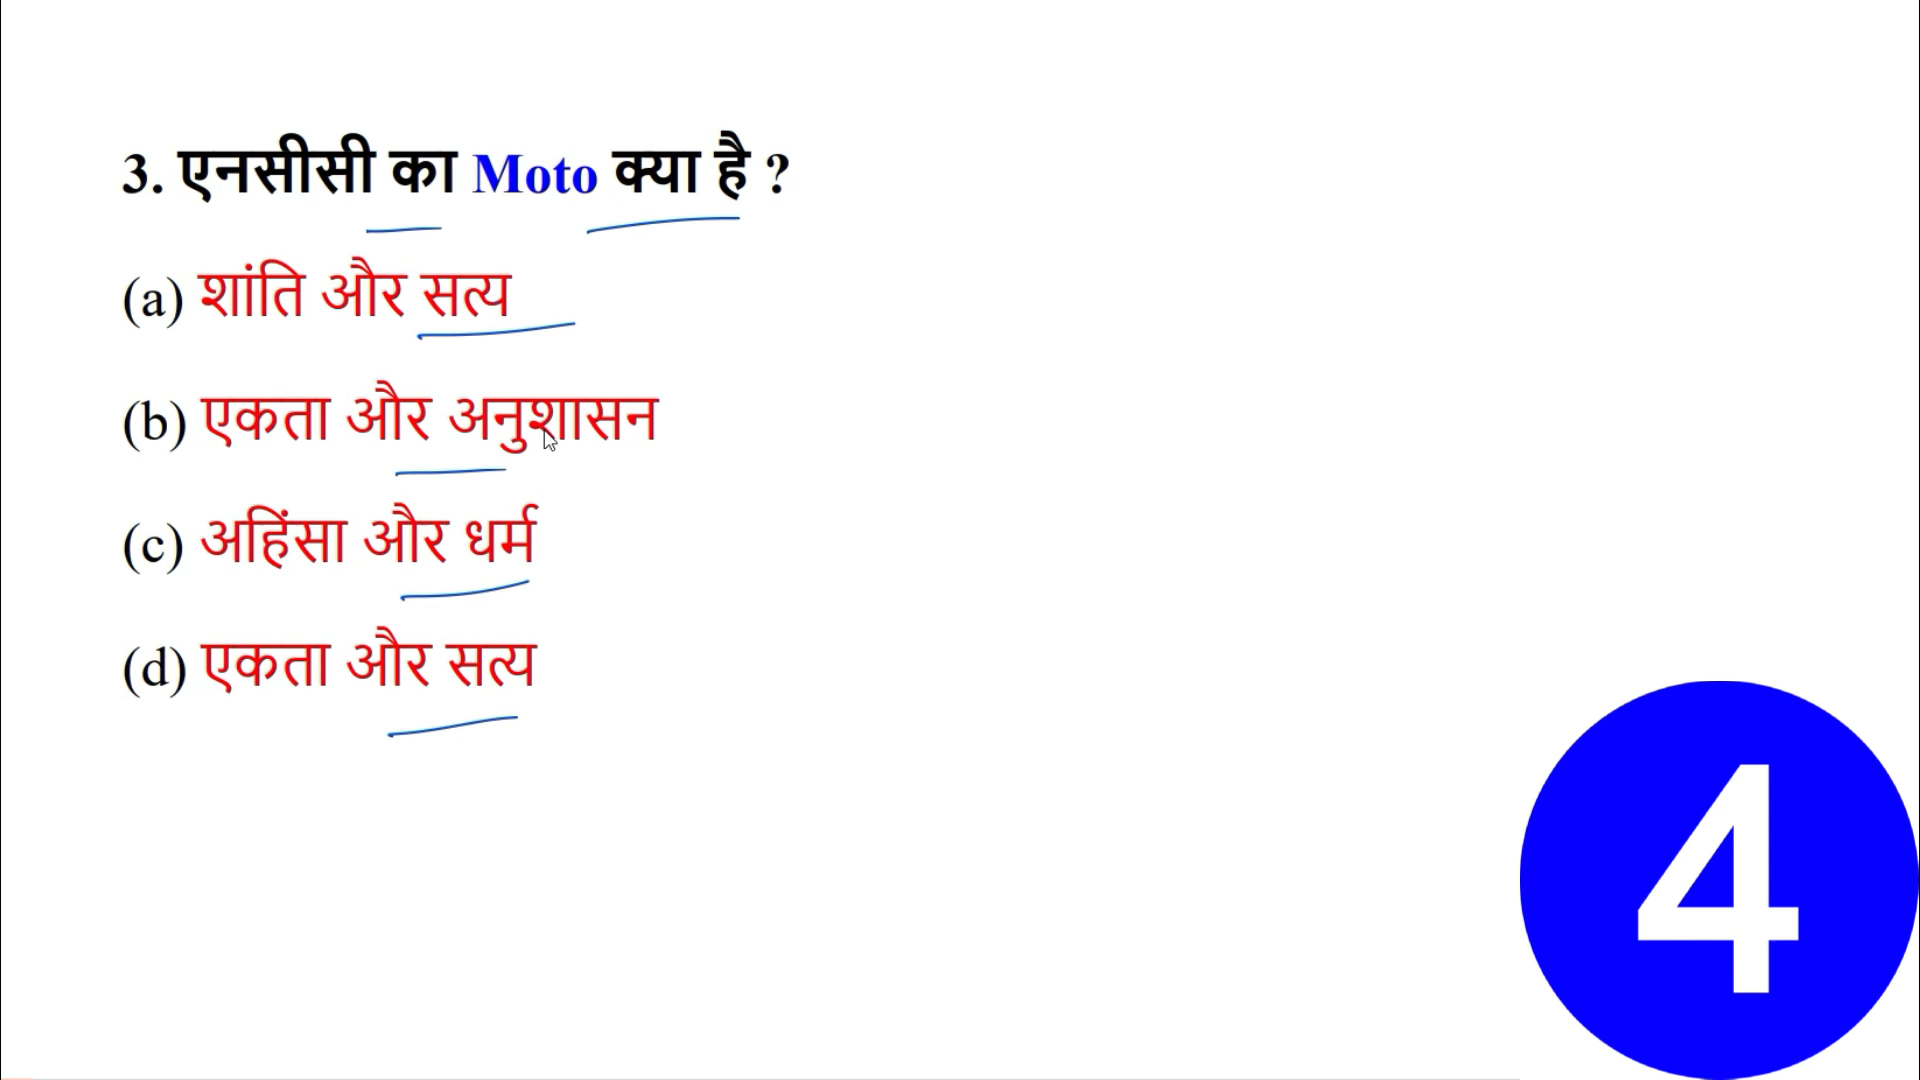 3. एनसीसी का Moto क्या है ?
(a) शांति और सत्य
(b) एकता और अनुशासन
(c) अहिंसा और धर्म
(d) एकता और सत्य
4